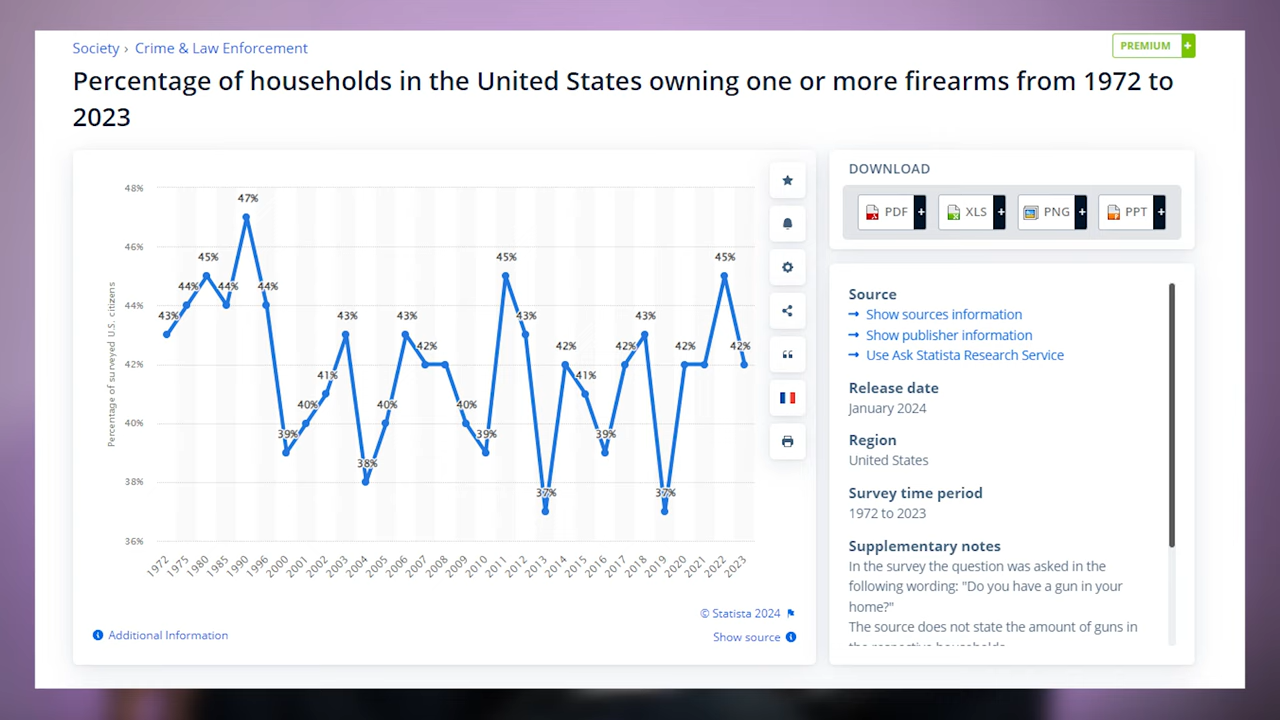 Society › Crime & Law Enforcement
PREMIUM +
Percentage of households in the United States owning one or more firearms from 1972 to
2023
48%
46%
44%
42%
40%
38%
36%
Percentage of surveyed U.S. citizens
43%
44%
45%
44%
47%
44%
39%
40%
41%
43%
38%
40%
43%
42%
40%
39%
45%
43%
37%
42%
41%
39%
42%
43%
37%
42%
45%
42%
1972
1975
1980
1985
1990
1996
2000
2001
2002
2003
2004
2005
2006
2007
2008
2009
2010
2011
2012
2013
2014
2015
2016
2017
2018
2019
2020
2021
2022
2023
© Statista 2024
Additional Information
Show source
DOWNLOAD
PDF +
XLS +
PNG +
PPT +
Source
→ Show sources information
→ Show publisher information
→ Use Ask Statista Research Service
Release date
January 2024
Region
United States
Survey time period
1972 to 2023
Supplementary notes
In the survey the question was asked in the
following wording: "Do you have a gun in your
home?"
The source does not state the amount of guns in